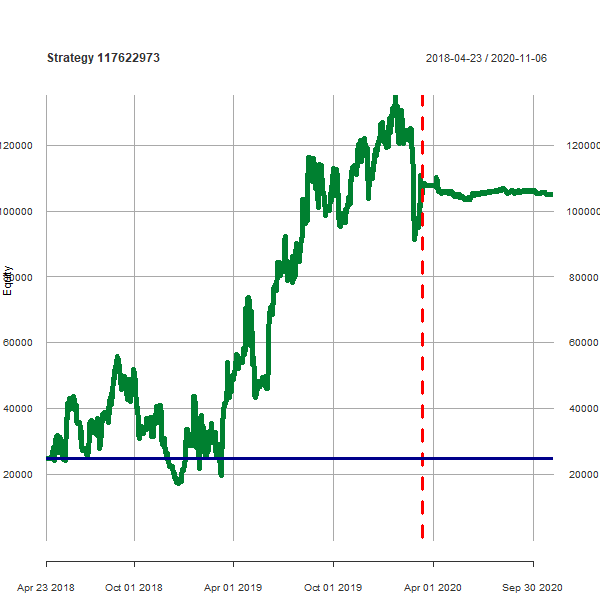 Strategy 117622973 2018-04-23 / 2020-11-06
120000 120000
100000 100000
Equity
80000 80000
60000 60000
40000 40000
20000 20000
Apr 23 2018 Oct 01 2018 Apr 01 2019 Oct 01 2019 Apr 01 2020 Sep 30 2020